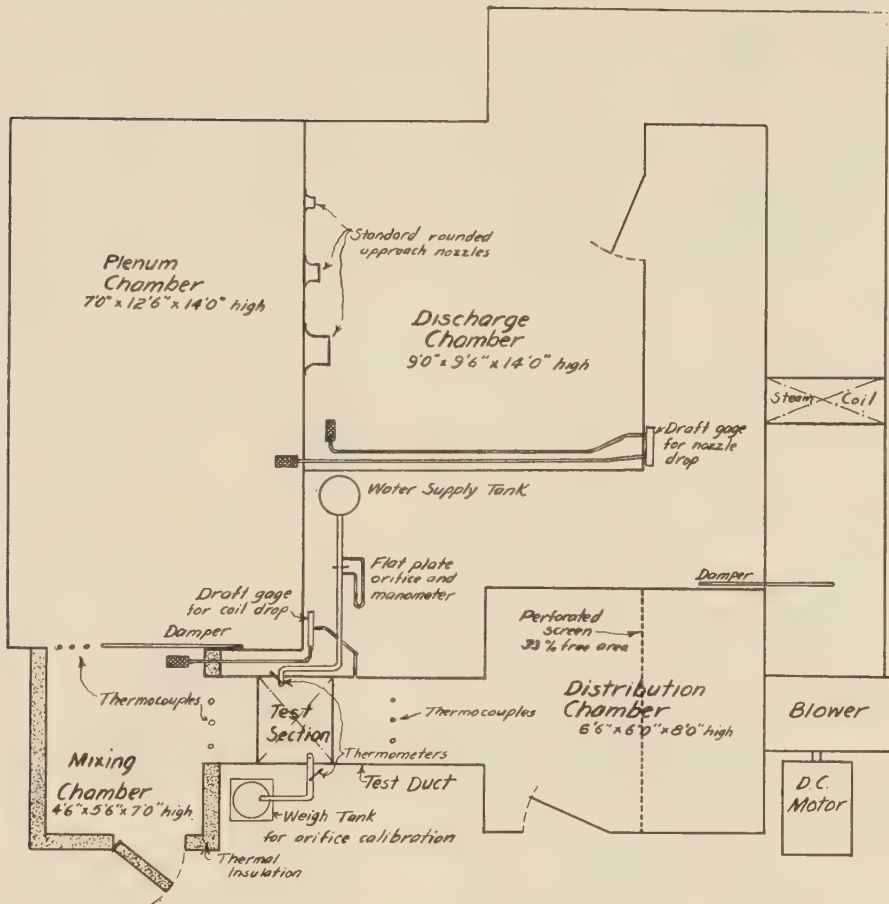 Standard rounded
approach nozzles
Plenum
Chamber
7'0" x 12'6" x 14'0" high
Discharge
Chamber
9'0" x 9'6" x 14'0" high
Steam Coil
Draft gage
for nozzle
drop
Water Supply Tank
Flat plate
orifice and
manometer
Draft gage
for coil drop
Damper
Damper
Perforated
screen
33% free area
Thermocouples
Test
Section
Thermocouples
Distribution
Chamber
6'6" x 6'0" x 8'0" high
Blower
Thermometers
Mixing
Chamber
4'6" x 5'6" x 7'0" high
Test Duct
D.C.
Motor
Weigh Tank
for orifice calibration
Thermal
Insulation